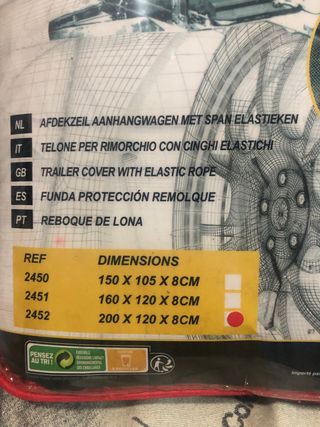 NL AFDEKZEIL AANHANGWAGEN MET SPAN ELASTIEKEN
IT TELONE PER RIMORCHIO CON CINGHI ELASTICHI
GB TRAILER COVER WITH ELASTIC ROPE
ES FUNDA PROTECCIÓN REMOLQUE
PT REBOQUE DE LONA
REF DIMENSIONS
2450 150 X 105 X 8CM
2451 160 X 120 X 8CM
2452 200 X 120 X 8CM
PENSEZ
AU TRI !